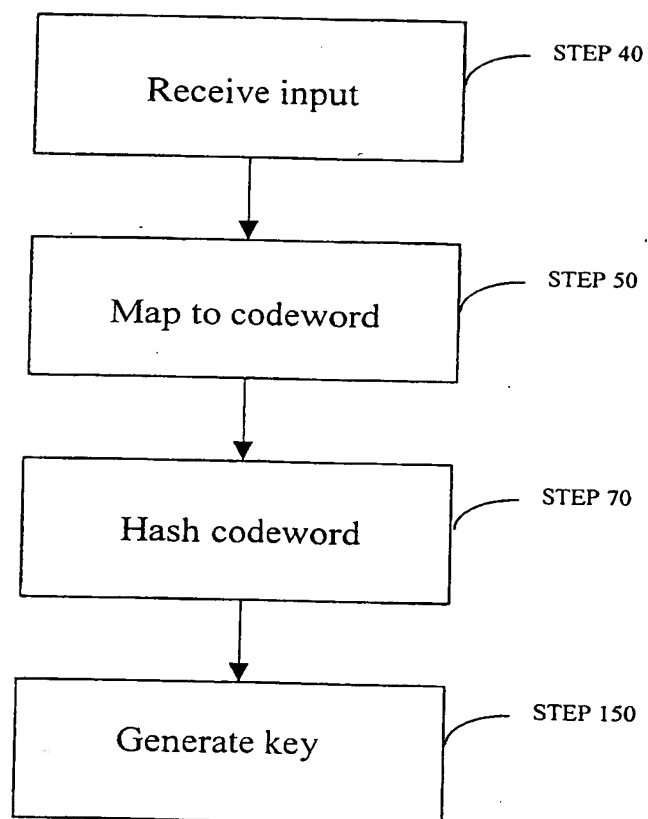 Receive input
STEP 40
Map to codeword
STEP 50
Hash codeword
STEP 70
Generate key
STEP 150